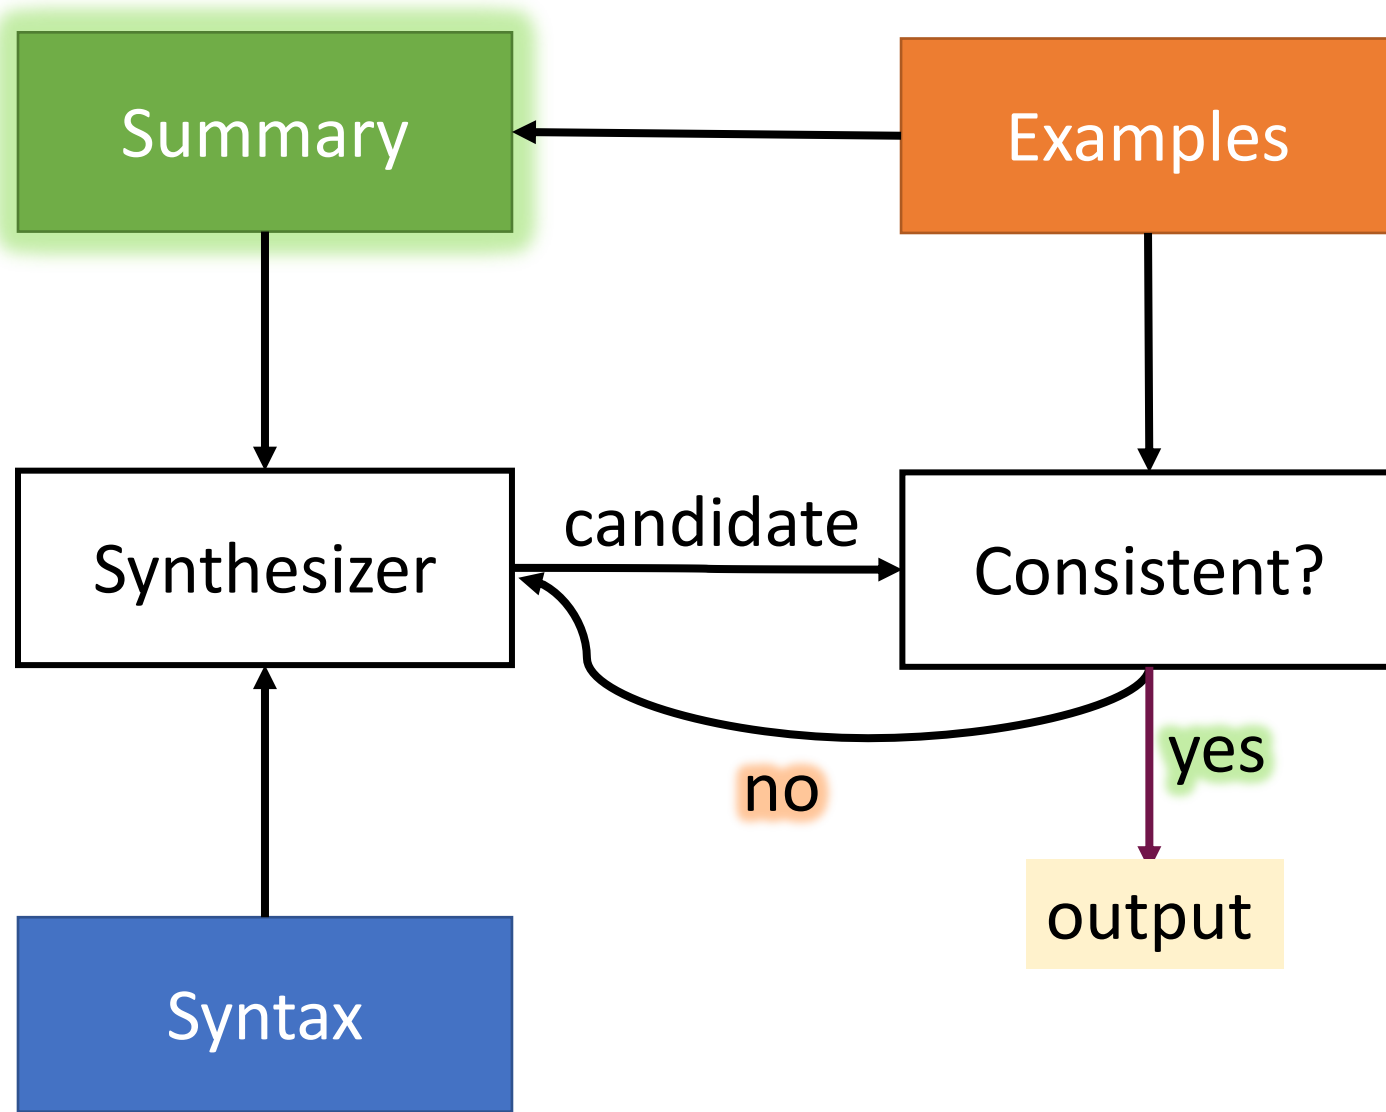 Summary
Examples
candidate
Synthesizer
Consistent?
no
yes
output
Syntax